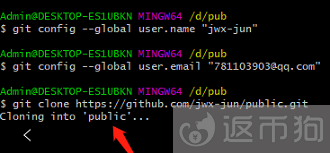 Admin@DESKTOP-ES1UBKN MINGW64 /d/pub
$ git config --global user.name "jwx-jun"
Admin@DESKTOP-ES1UBKN MINGW64 /d/pub
$ git config --global user.email "781103903@qq.com"
Admin@DESKTOP-ES1UBKN MINGW64 /d/pub
$ git clone https://github.com/jwx-jun/public.git
Cloning into 'public'...
返币狗